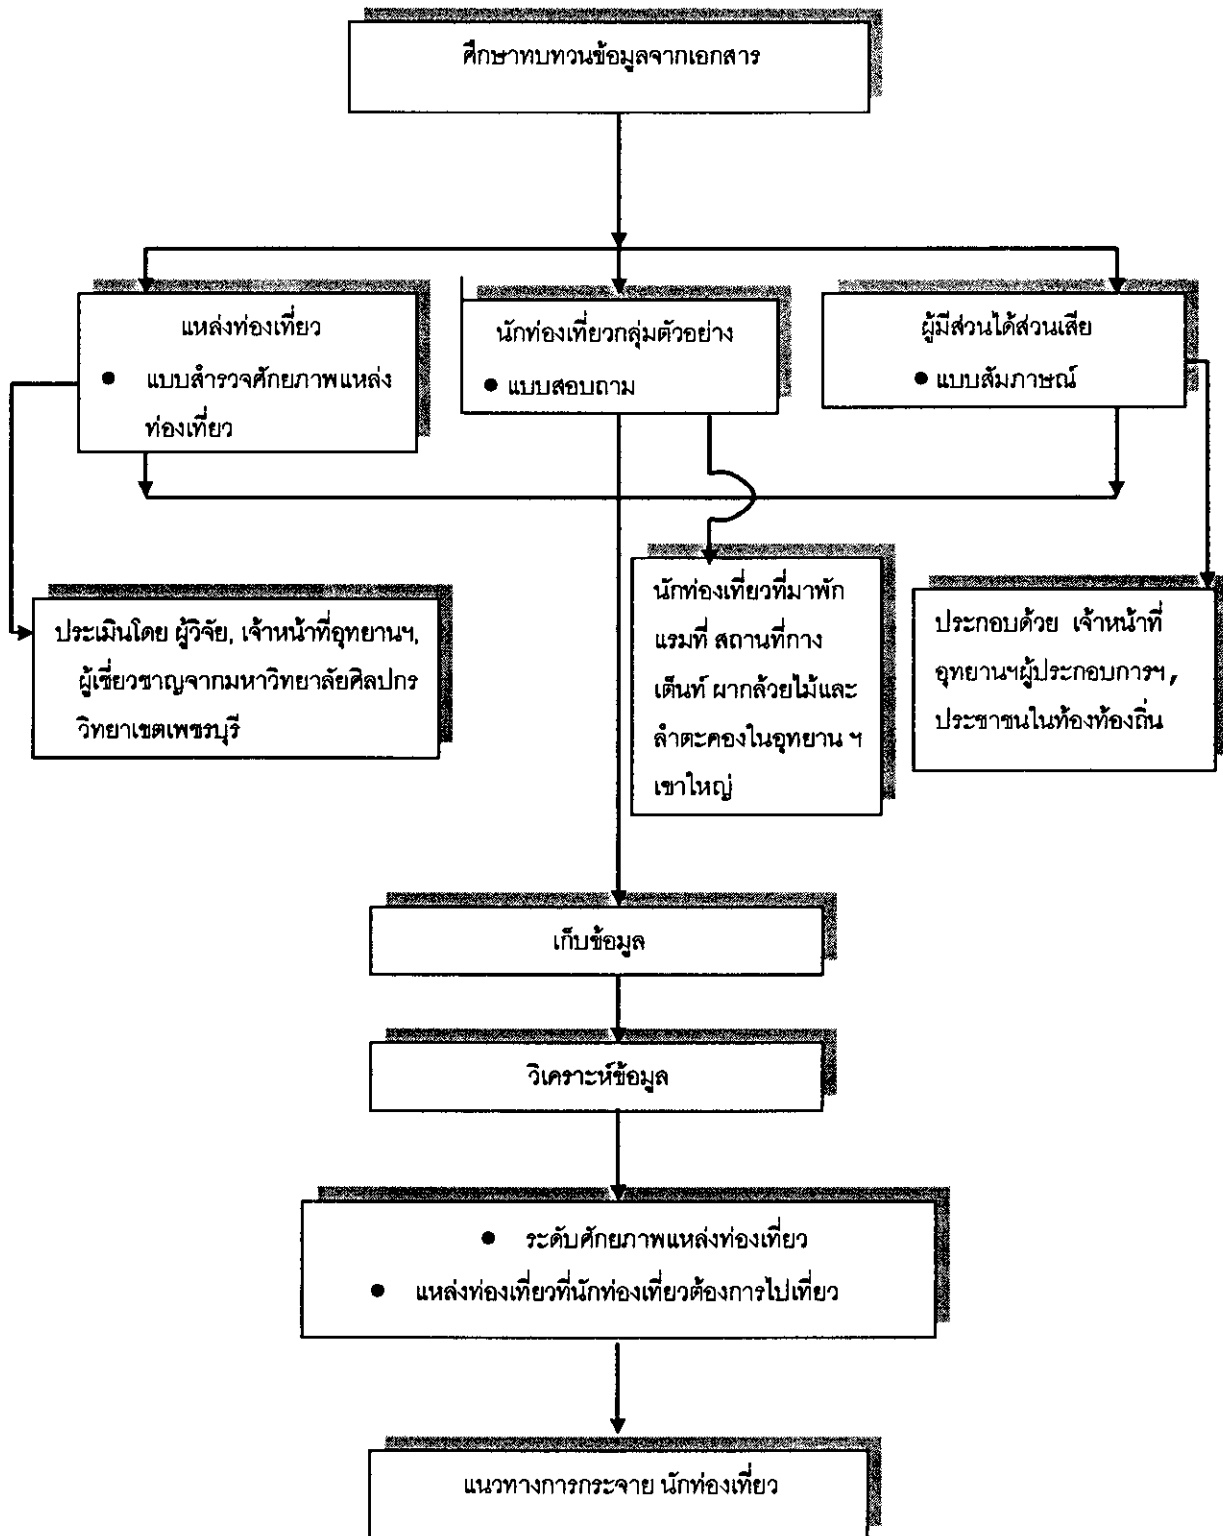 ศึกษาทบทวนข้อมูลจากเอกสาร
แหล่งท่องเที่ยว
● แบบสำรวจศักยภาพแหล่ง
ท่องเที่ยว
นักท่องเที่ยวกลุ่มตัวอย่าง
● แบบสอบถาม
ผู้มีส่วนได้ส่วนเสีย
● แบบสัมภาษณ์
ประเมินโดย ผู้วิจัย, เจ้าหน้าที่อุทยานฯ,
ผู้เชี่ยวชาญจากมหาวิทยาลัยศิลปกร
วิทยาเขตเพชรบุรี
นักท่องเที่ยวที่มาพัก
แรมที่ สถานที่กาง
เต็นท์ ผากล้วยไม้และ
ลำตะคองในอุทยาน ฯ
เขาใหญ่
ประกอบด้วย เจ้าหน้าที่
อุทยานฯผู้ประกอบการฯ,
ประชาชนในท้องท้องถิ่น
เก็บข้อมูล
วิเคราะห์ข้อมูล
● ระดับศักยภาพแหล่งท่องเที่ยว
● แหล่งท่องเที่ยวที่นักท่องเที่ยวต้องการไปเที่ยว
แนวทางการกระจาย นักท่องเที่ยว